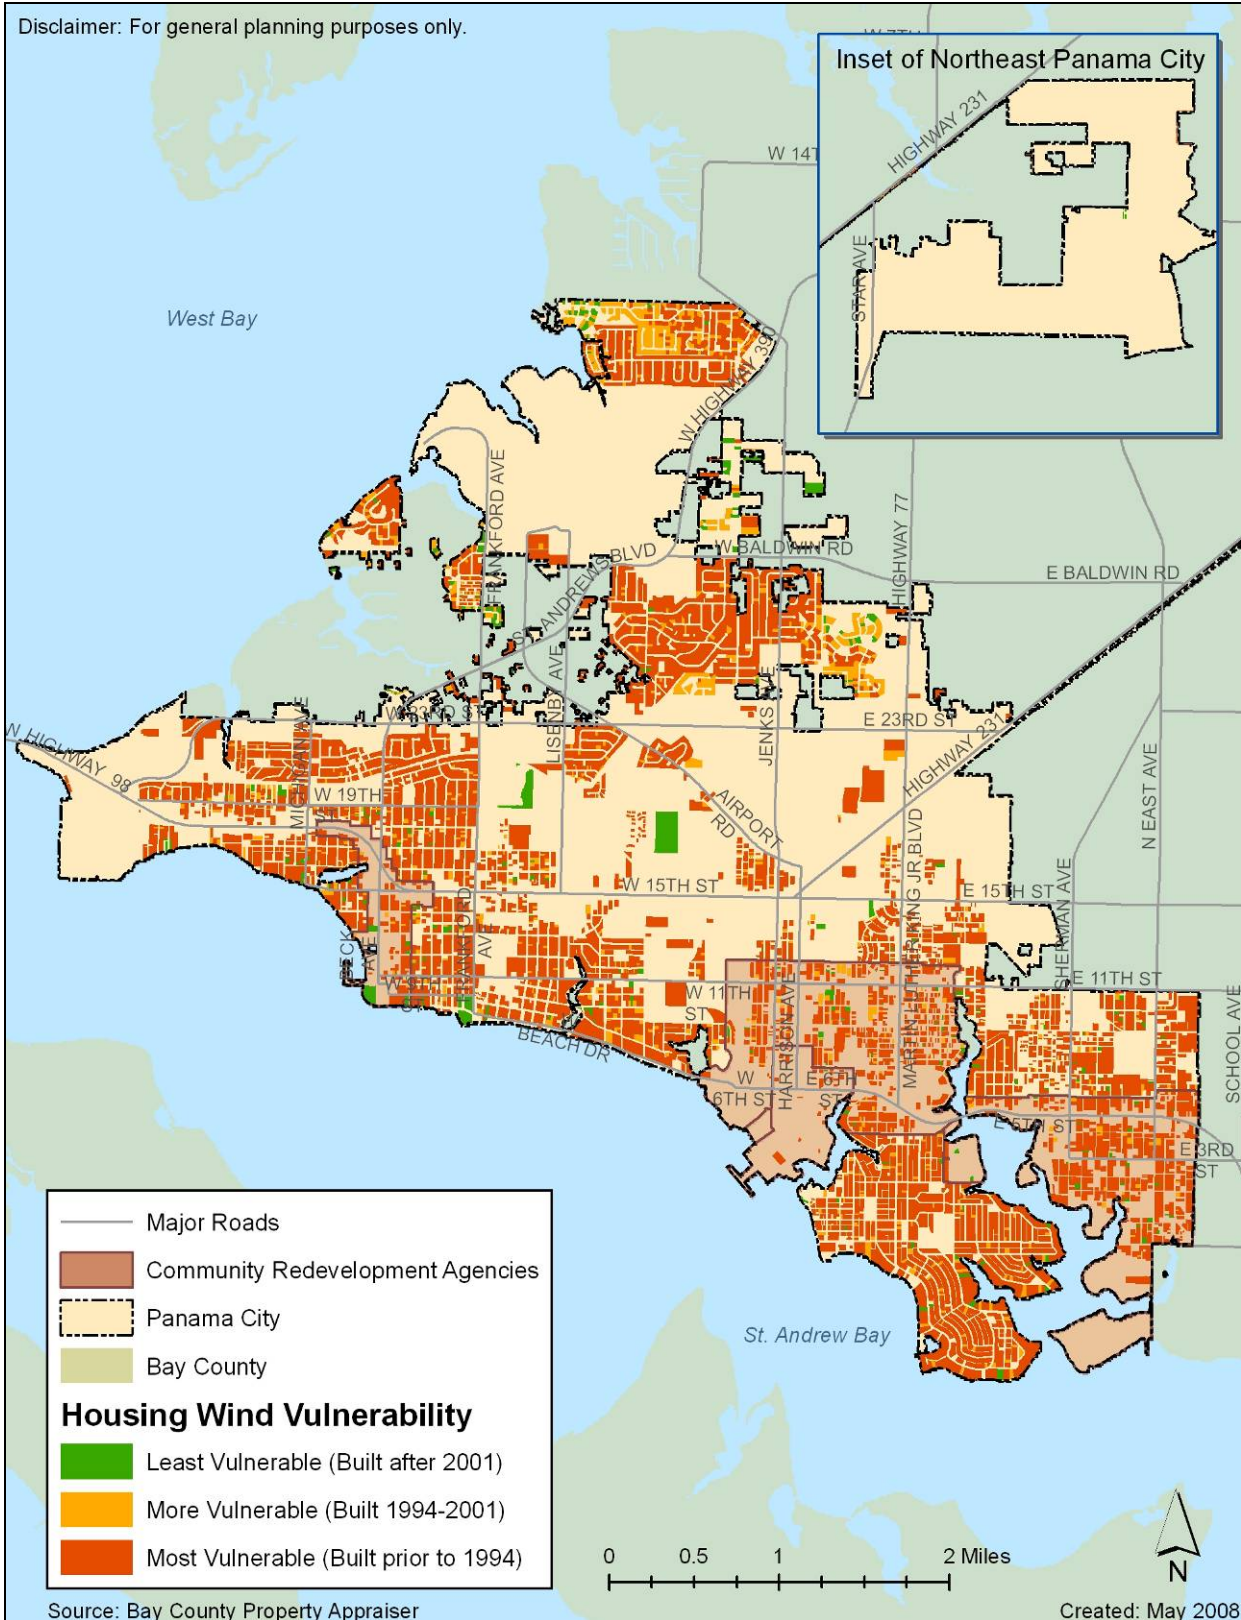 Disclaimer: For general planning purposes only.
Inset of Northeast Panama City
HIGHWAY 231
STAR AVE
West Bay
W HIGHWAY 390
FRANKFORD AVE
ST. ANDREWS BLVD
W BALDWIN RD
HIGHWAY 77
E BALDWIN RD
LISENBY AVE
JENKS AVE
W 23RD ST
E 23RD ST
HIGHWAY 231
W HIGHWAY 98
MICHIGAN AVE
W 19TH
AIRPORT
RD
N EAST AVE
W 15TH ST
E 15TH ST
MARTIN LUTHER KING JR BLVD
SHERMAN AVE
BECK
AVE
FRANKFORD
AVE
W 9TH
ST
W 11TH
ST
E 11TH ST
HARRISON AVE
BEACH DR
W
6TH ST
E 6TH
ST
SCHOOL AVE
E 5TH ST
E 3RD
ST
St. Andrew Bay
Major Roads
Community Redevelopment Agencies
Panama City
Bay County
Housing Wind Vulnerability
Least Vulnerable (Built after 2001)
More Vulnerable (Built 1994-2001)
Most Vulnerable (Built prior to 1994)
0 0.5 1 2 Miles
N
Source: Bay County Property Appraiser
Created: May 2008